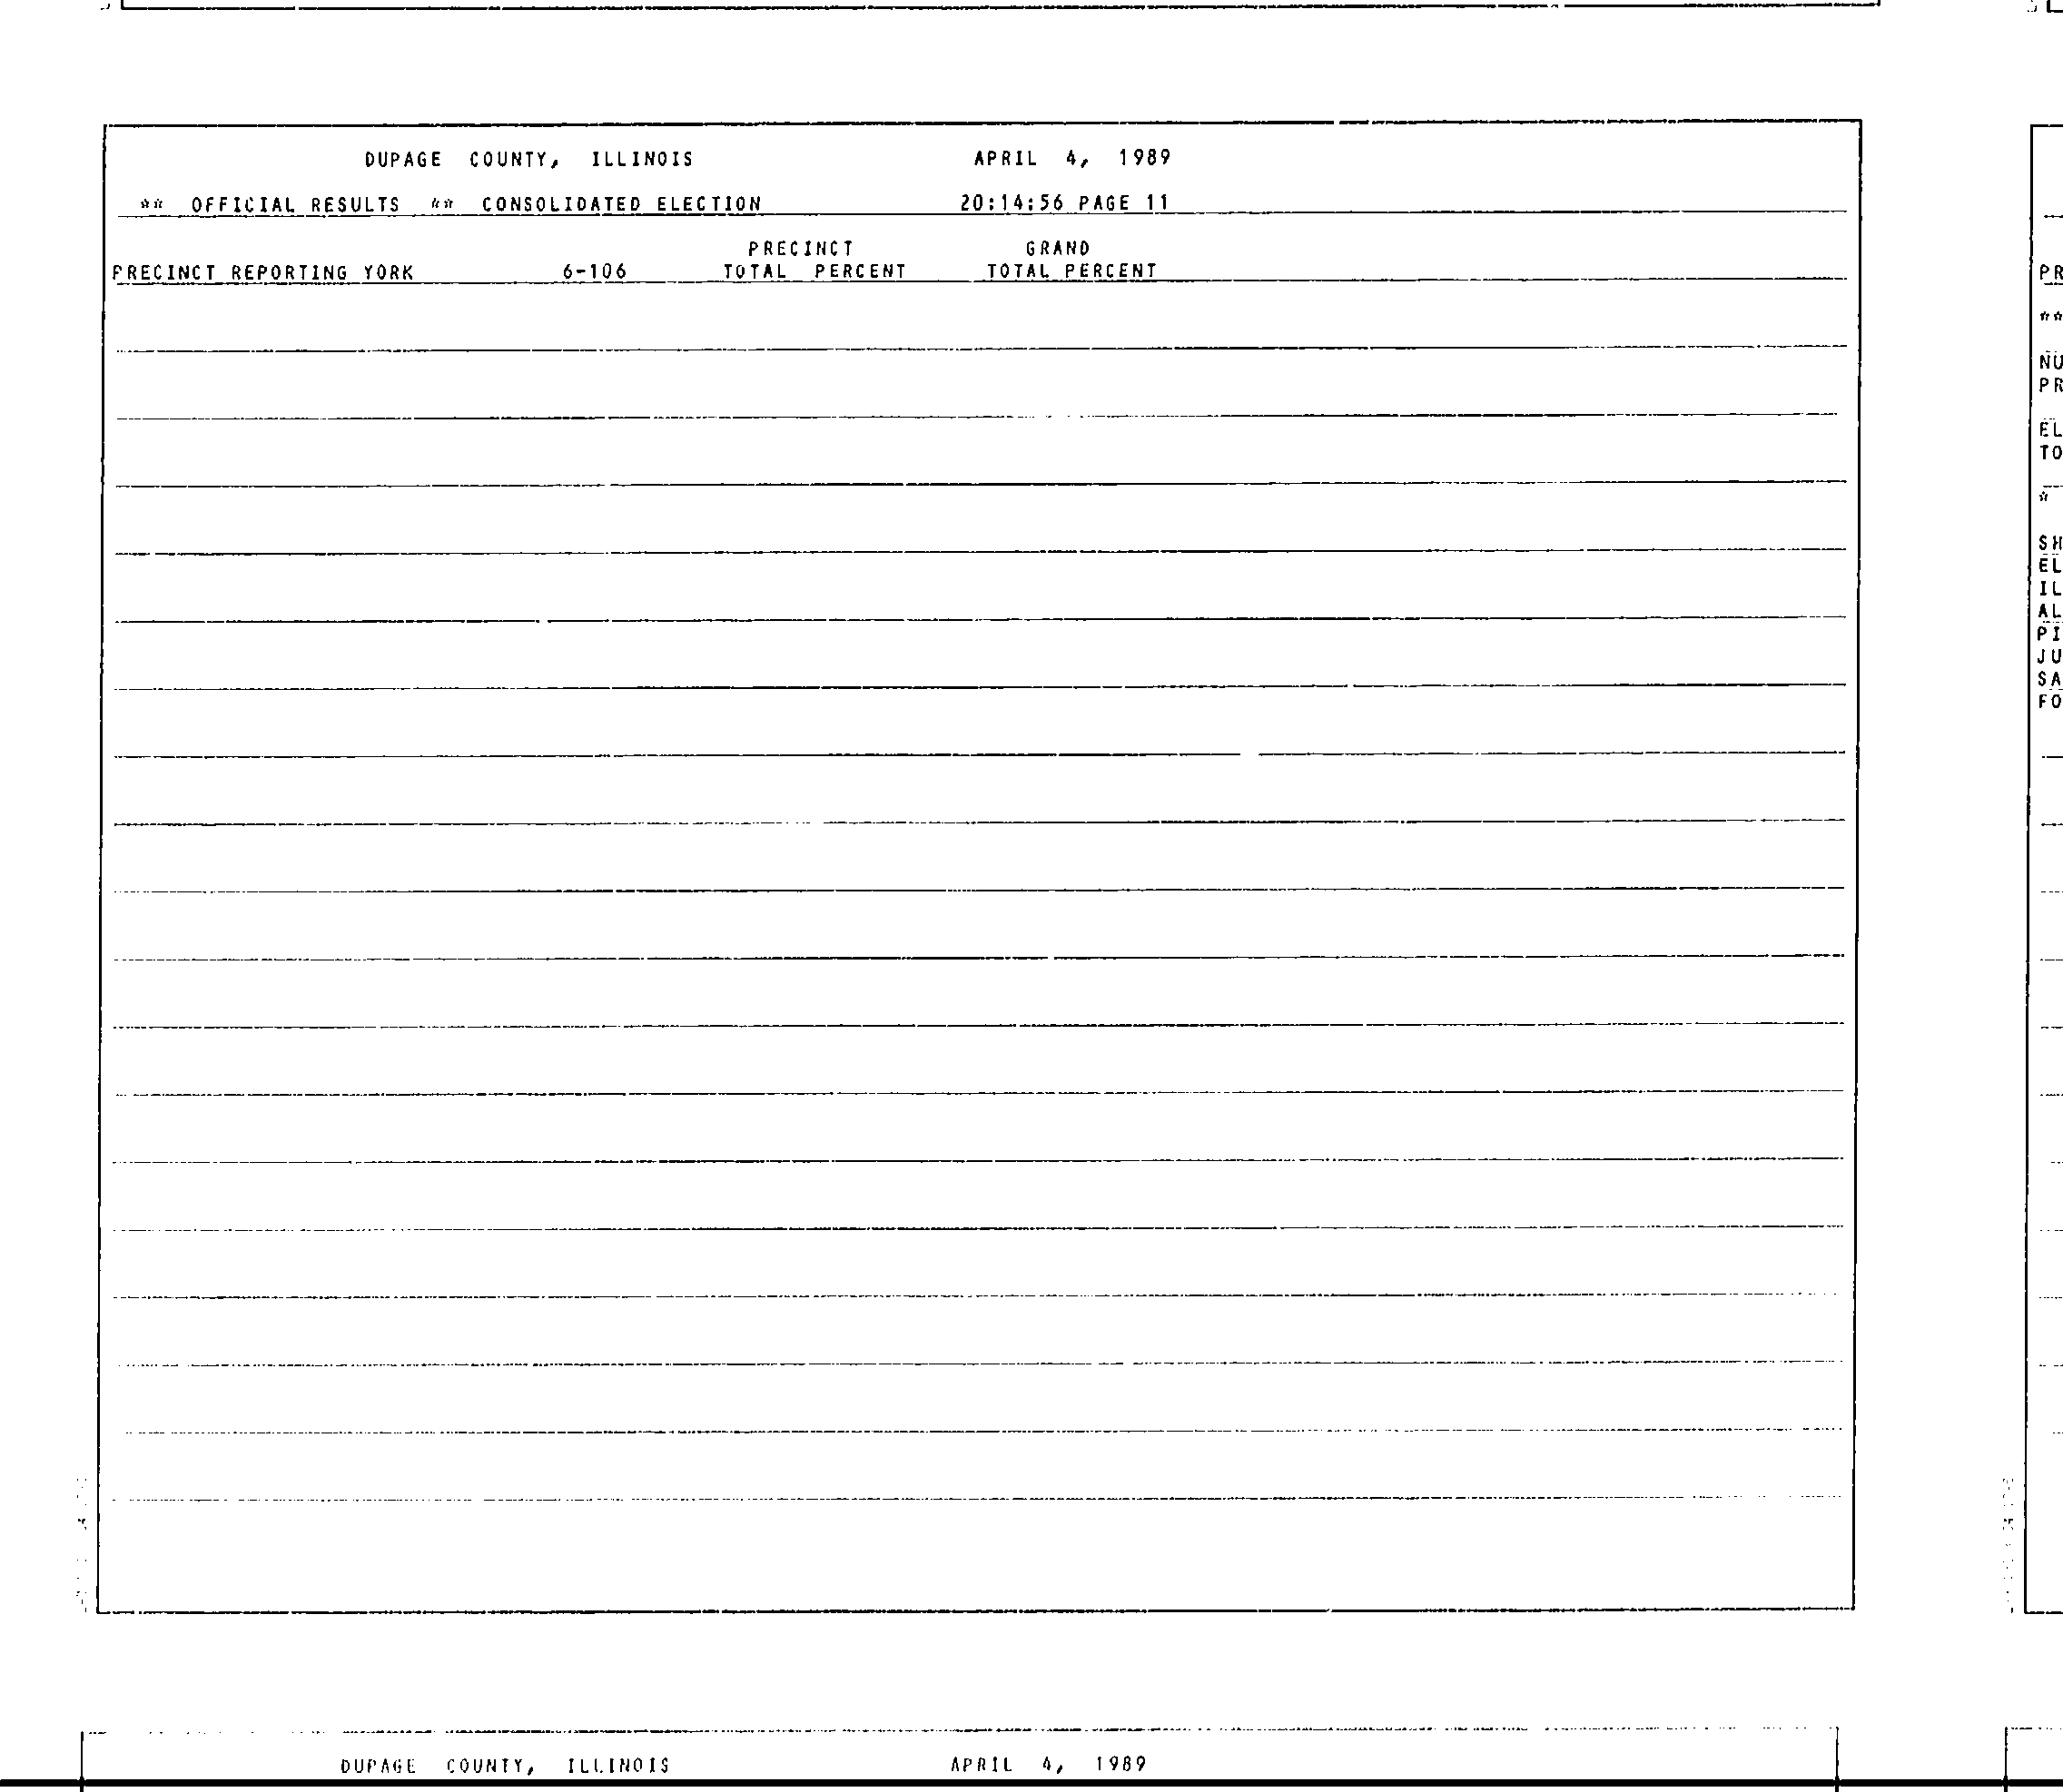 DUPAGE COUNTY, ILLINOIS APRIL 4, 1989
** OFFICIAL RESULTS ** CONSOLIDATED ELECTION 20:14:56 PAGE 11
PRECINCT GRAND
PRECINCT REPORTING YORK 6-106 TOTAL PERCENT TOTAL PERCENT
PR
**
NU
PR
EL
TO
*
SH
EL
IL
AL
PI
JU
SA
FO
DUPAGE COUNTY, ILLINOIS APRIL 4, 1989